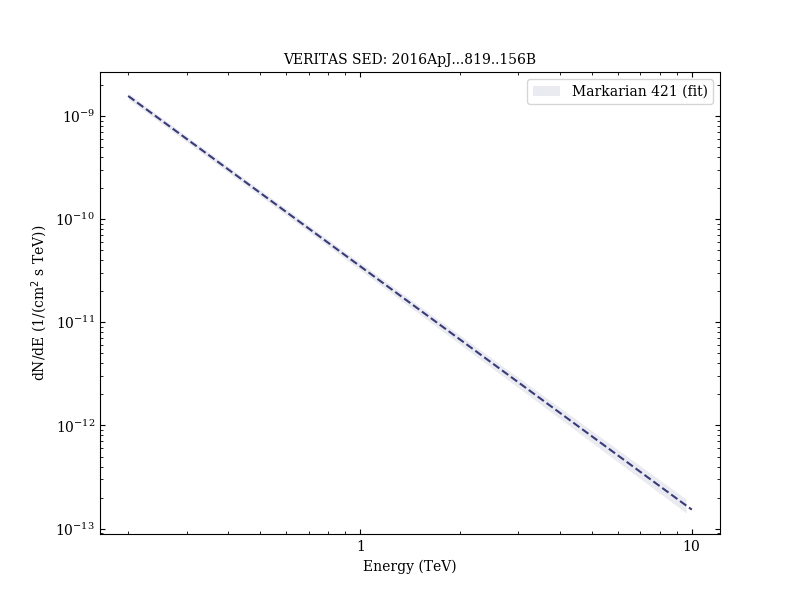 VERITAS SED: 2016ApJ...819..156B
Markarian 421 (fit)
10⁻⁹
10⁻¹⁰
10⁻¹¹
10⁻¹²
10⁻¹³
dN/dE (1/(cm² s TeV))
1 10
Energy (TeV)